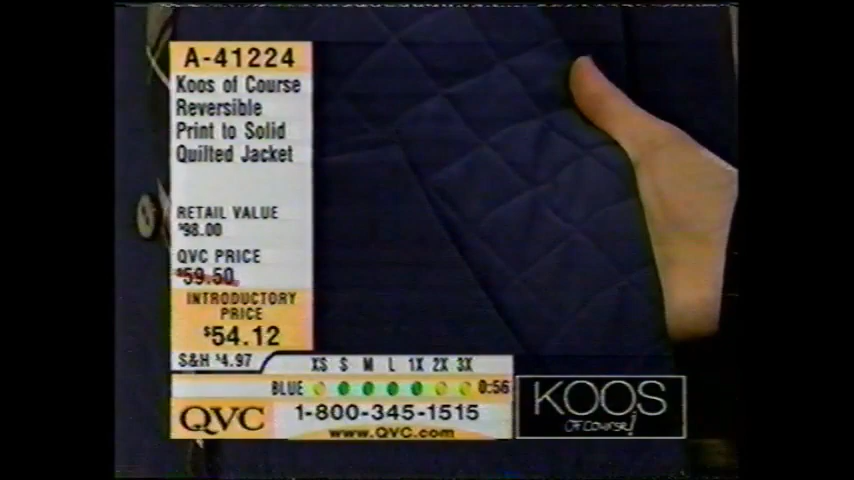 A-41224
Koos of Course
Reversible
Print to Solid
Quilted Jacket
RETAIL VALUE
$98.00
QVC PRICE
$59.50
INTRODUCTORY
PRICE
$54.12
S&H $4.97
XS S M L 1X 2X 3X
BLUE 0:56
QVC
1-800-345-1515
www.QVC.com
KOOS
OF COURSE!